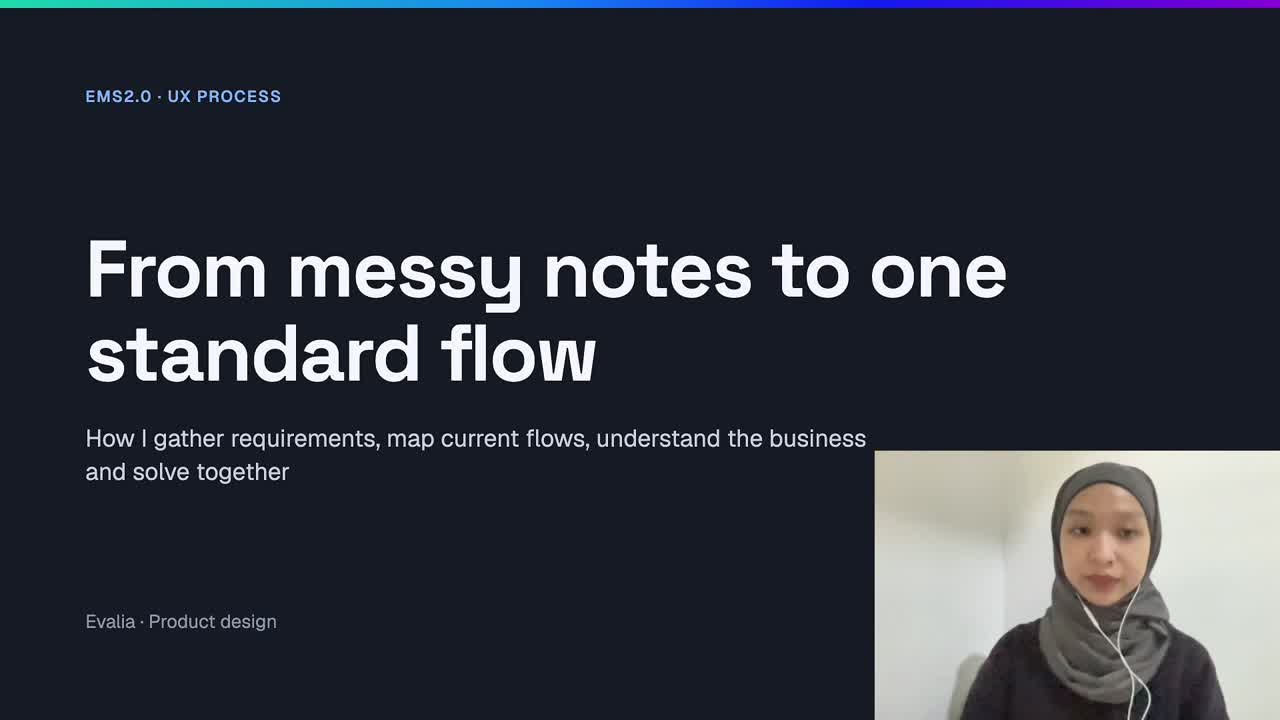 EMS2.0 · UX PROCESS
From messy notes to one
standard flow
How I gather requirements, map current flows, understand the business
and solve together
Evalia · Product design